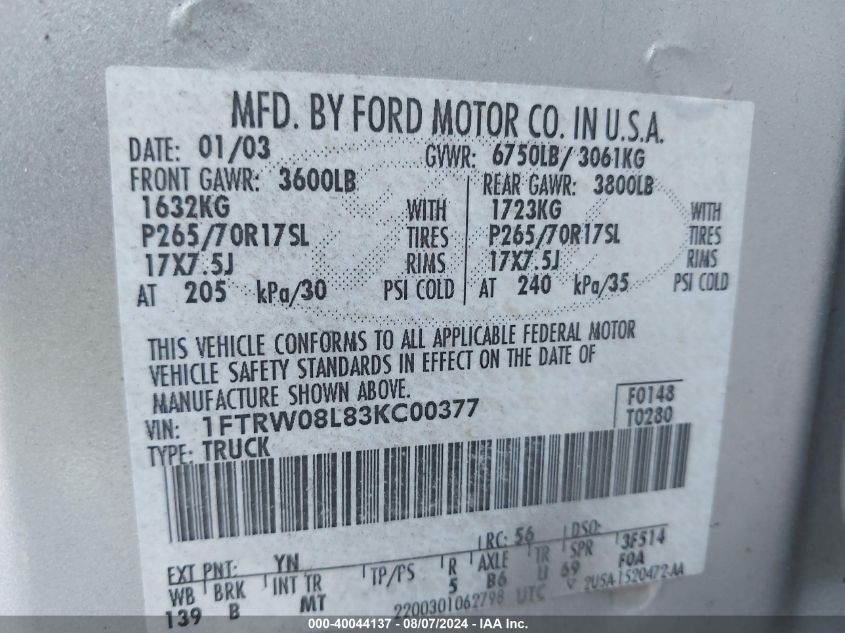 MFD. BY FORD MOTOR CO. IN U.S.A.
DATE: 01/03 GVWR: 6750LB/ 3061KG
FRONT GAWR: 3600LB REAR GAWR: 3800LB
1632KG WITH 1723KG WITH
P265/70R17SL TIRES P265/70R17SL TIRES
17X7.5J RIMS 17X7.5J RIMS
AT 205 kPa/30 PSI COLD AT 240 kPa/35 PSI COLD
THIS VEHICLE CONFORMS TO ALL APPLICABLE FEDERAL MOTOR
VEHICLE SAFETY STANDARDS IN EFFECT ON THE DATE OF
MANUFACTURE SHOWN ABOVE.
VIN: 1FTRW08L83KC00377 F0148
TYPE: TRUCK T0280
EXT PNT: YN RC: 56 DSO: 3F514
WB BRK INT TR TP/PS R AXLE TR SPR F0A
139 B MT 5 B6 U 69
2200301062798 UTC V 2U5A-1520472-AA
000-40044137 - 08/07/2024 - IAA Inc.